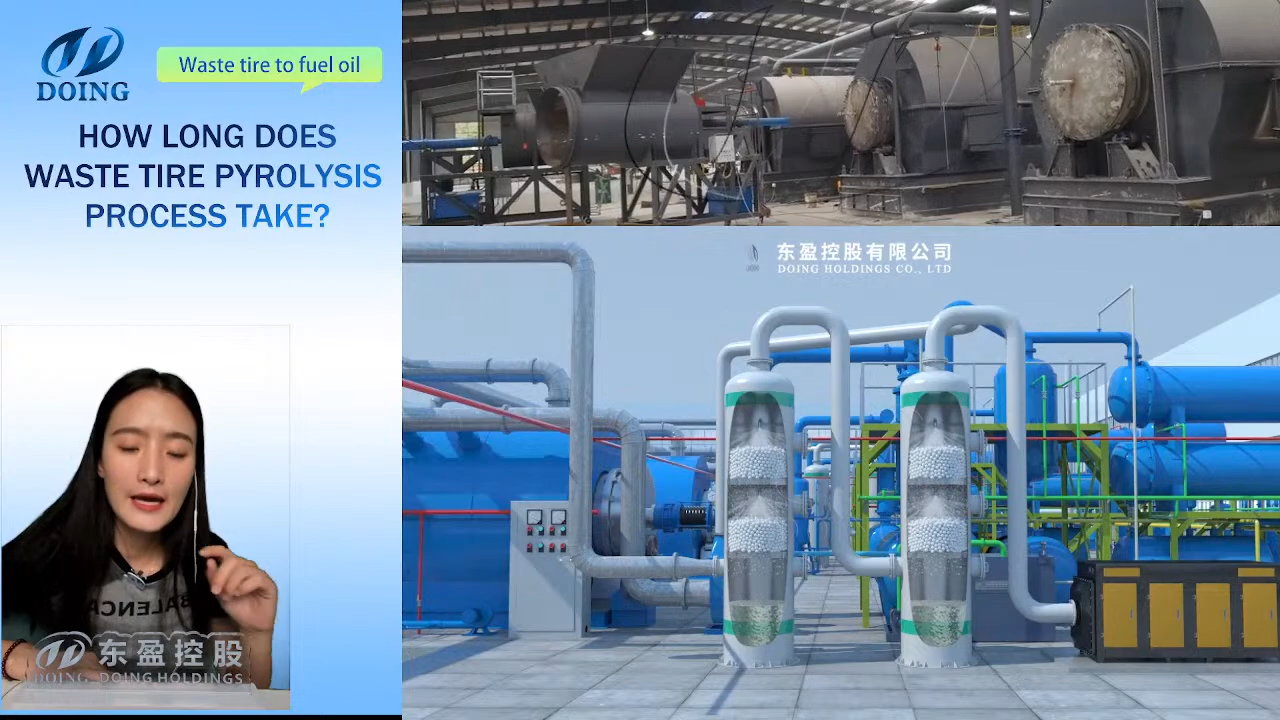 DOING
Waste tire to fuel oil
HOW LONG DOES
WASTE TIRE PYROLYSIS
PROCESS TAKE?
东盈控股有限公司
DOING HOLDINGS CO., LTD
BALENCA
东盈控股
DOING
DOING HOLDINGS